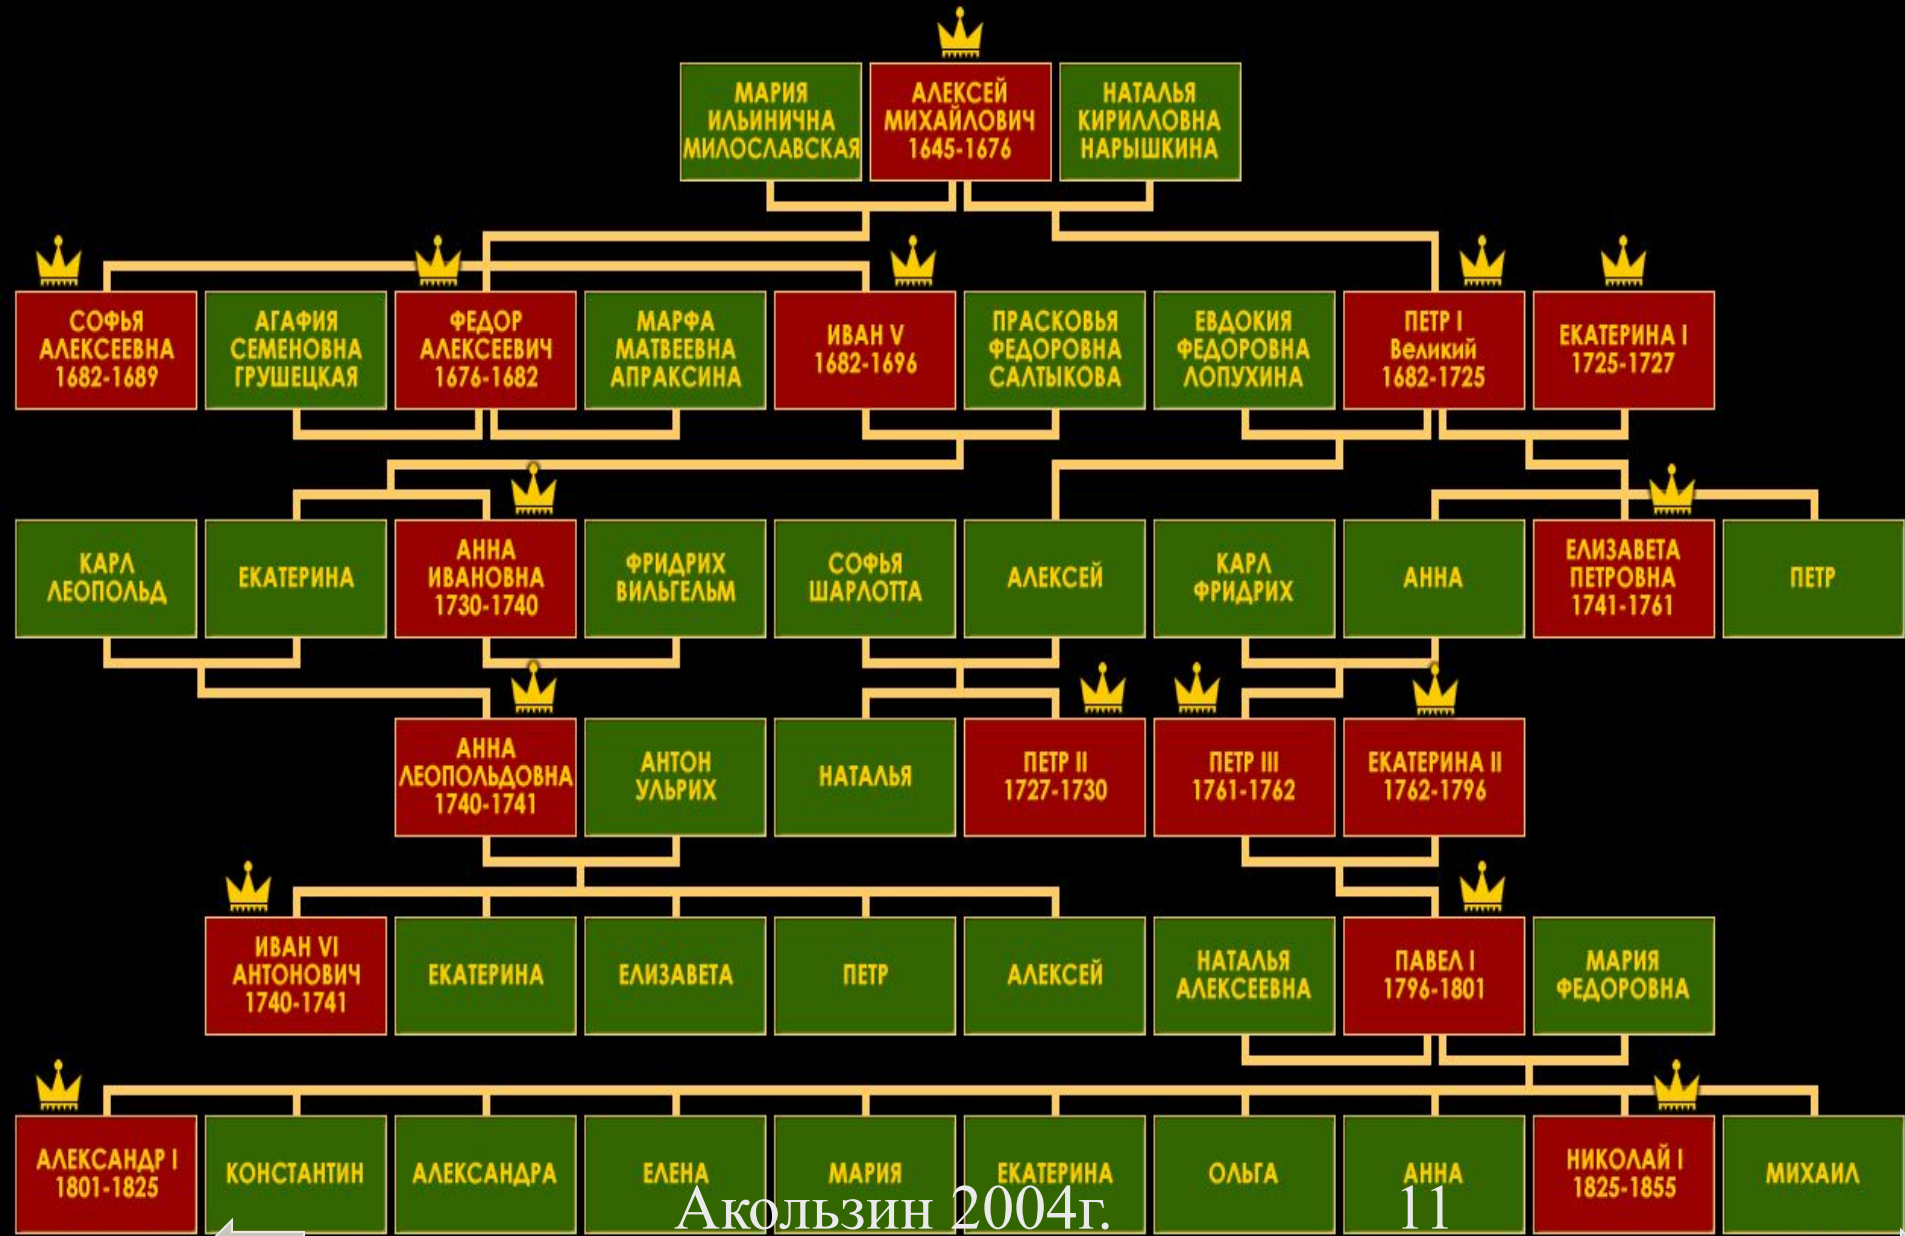 МАРИЯ
ИЛЬИНИЧНА
МИЛОСЛАВСКАЯ
АЛЕКСЕЙ
МИХАЙЛОВИЧ
1645-1676
НАТАЛЬЯ
КИРИЛЛОВНА
НАРЫШКИНА
СОФЬЯ
АЛЕКСЕЕВНА
1682-1689
АГАФИЯ
СЕМЕНОВНА
ГРУШЕЦКАЯ
ФЕДОР
АЛЕКСЕЕВИЧ
1676-1682
МАРФА
МАТВЕЕВНА
АПРАКСИНА
ИВАН V
1682-1696
ПРАСКОВЬЯ
ФЕДОРОВНА
САЛТЫКОВА
ЕВДОКИЯ
ФЕДОРОВНА
ЛОПУХИНА
ПЕТР I
Великий
1682-1725
ЕКАТЕРИНА I
1725-1727
КАРЛ
ЛЕОПОЛЬД
ЕКАТЕРИНА
АННА
ИВАНОВНА
1730-1740
ФРИДРИХ
ВИЛЬГЕЛЬМ
СОФЬЯ
ШАРЛОТТА
АЛЕКСЕЙ
КАРЛ
ФРИДРИХ
АННА
ЕЛИЗАВЕТА
ПЕТРОВНА
1741-1761
ПЕТР
АННА
ЛЕОПОЛЬДОВНА
1740-1741
АНТОН
УЛЬРИХ
НАТАЛЬЯ
ПЕТР II
1727-1730
ПЕТР III
1761-1762
ЕКАТЕРИНА II
1762-1796
ИВАН VI
АНТОНОВИЧ
1740-1741
ЕКАТЕРИНА
ЕЛИЗАВЕТА
ПЕТР
АЛЕКСЕЙ
НАТАЛЬЯ
АЛЕКСЕЕВНА
ПАВЕЛ I
1796-1801
МАРИЯ
ФЕДОРОВНА
АЛЕКСАНДР I
1801-1825
КОНСТАНТИН
АЛЕКСАНДРА
ЕЛЕНА
МАРИЯ
ЕКАТЕРИНА
ОЛЬГА
АННА
НИКОЛАЙ I
1825-1855
МИХАИЛ
Акользин 2004г.
11